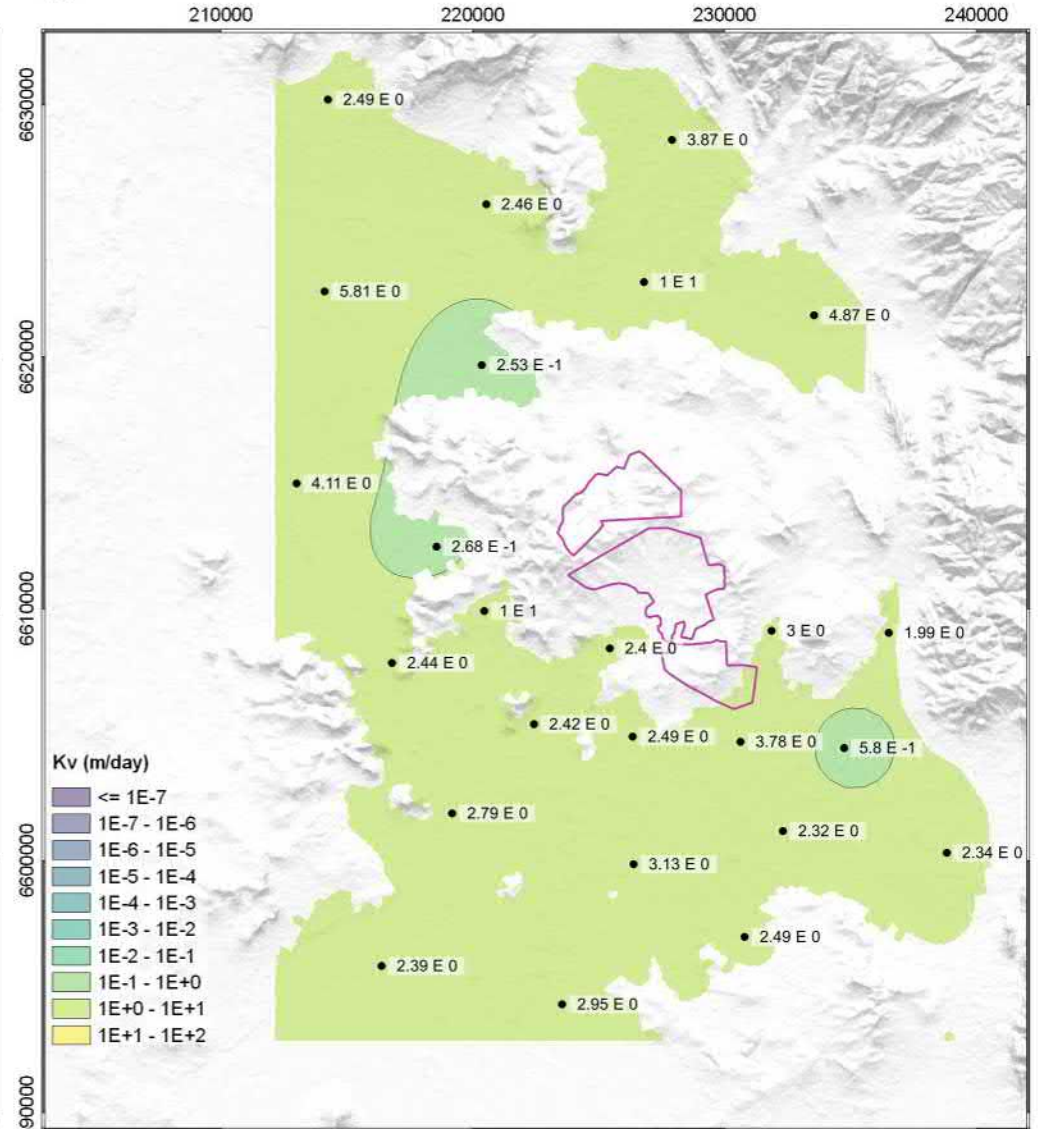 210000
220000
230000
240000
6630000
2.49 E 0
3.87 E 0
2.46 E 0
1 E 1
5.81 E 0
4.87 E 0
6620000
2.53 E -1
4.11 E 0
2.68 E -1
6610000
1 E 1
3 E 0
1.99 E 0
2.4 E 0
2.44 E 0
2.42 E 0
2.49 E 0
3.78 E 0
5.8 E -1
2.79 E 0
2.32 E 0
2.34 E 0
6600000
3.13 E 0
2.49 E 0
2.39 E 0
2.95 E 0
90000
Kv (m/day)
<= 1E-7
1E-7 - 1E-6
1E-6 - 1E-5
1E-5 - 1E-4
1E-4 - 1E-3
1E-3 - 1E-2
1E-2 - 1E-1
1E-1 - 1E+0
1E+0 - 1E+1
1E+1 - 1E+2